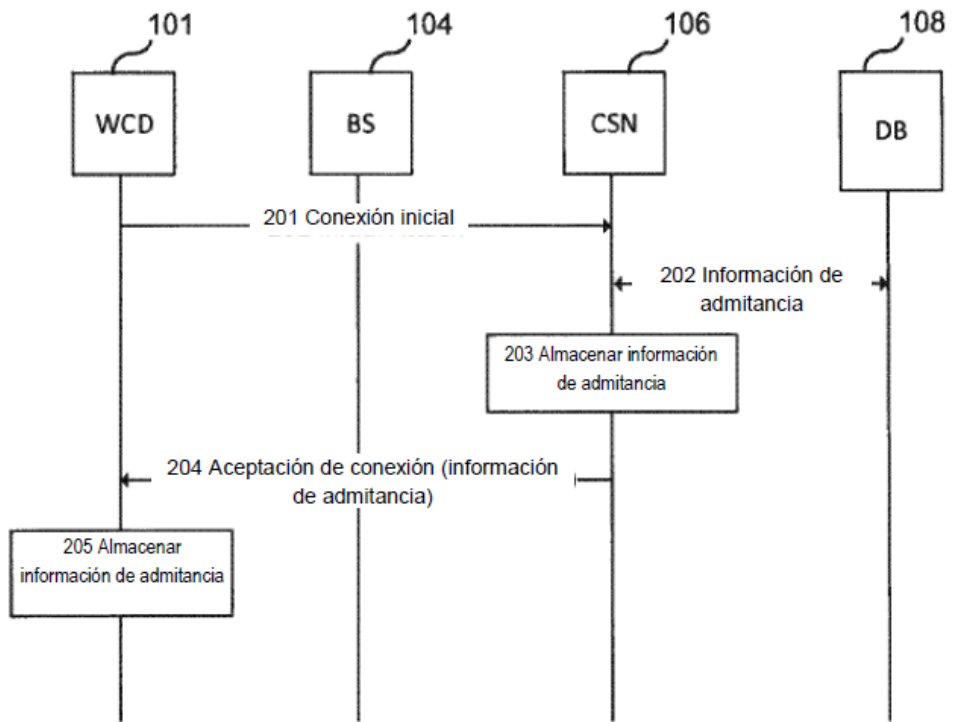 101
104
106
108
WCD
BS
CSN
DB
201 Conexión inicial
202 Información de
admitancia
203 Almacenar información
de admitancia
204 Aceptación de conexión (información
de admitancia)
205 Almacenar
información de admitancia